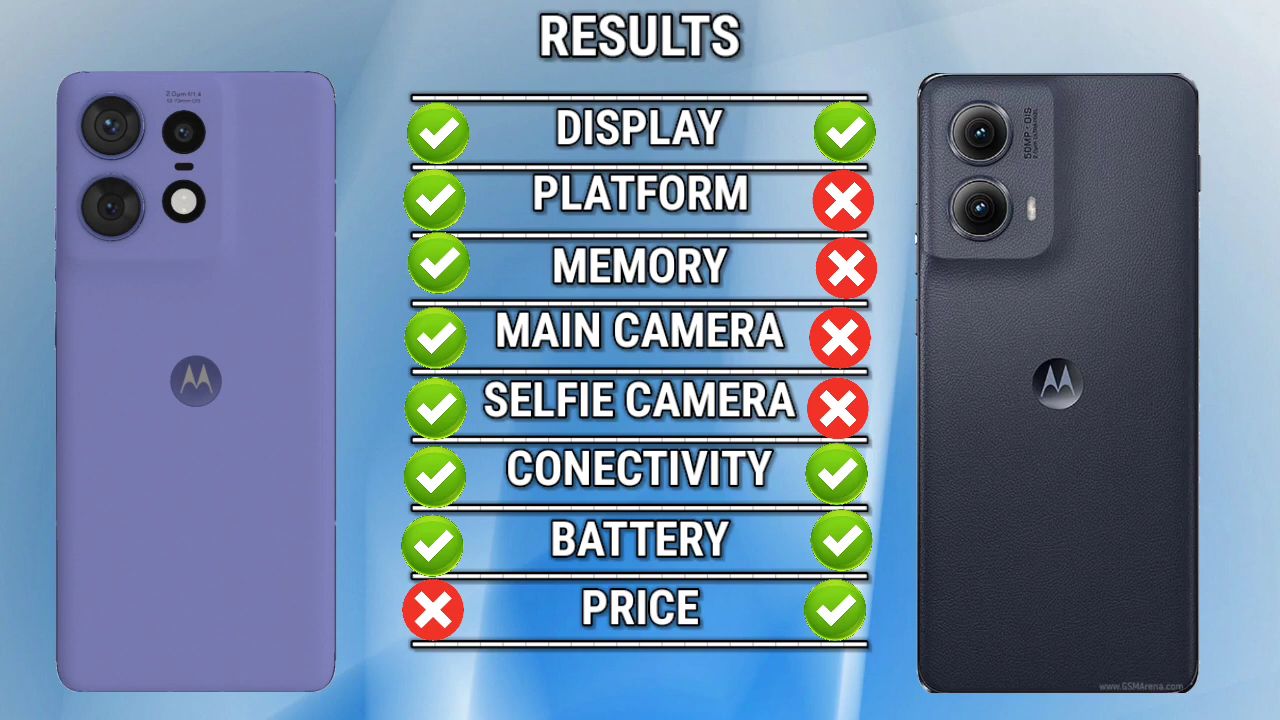 RESULTS
DISPLAY
PLATFORM
MEMORY
MAIN CAMERA
SELFIE CAMERA
CONECTIVITY
BATTERY
PRICE
50MP OIS
www.GSMArena.com